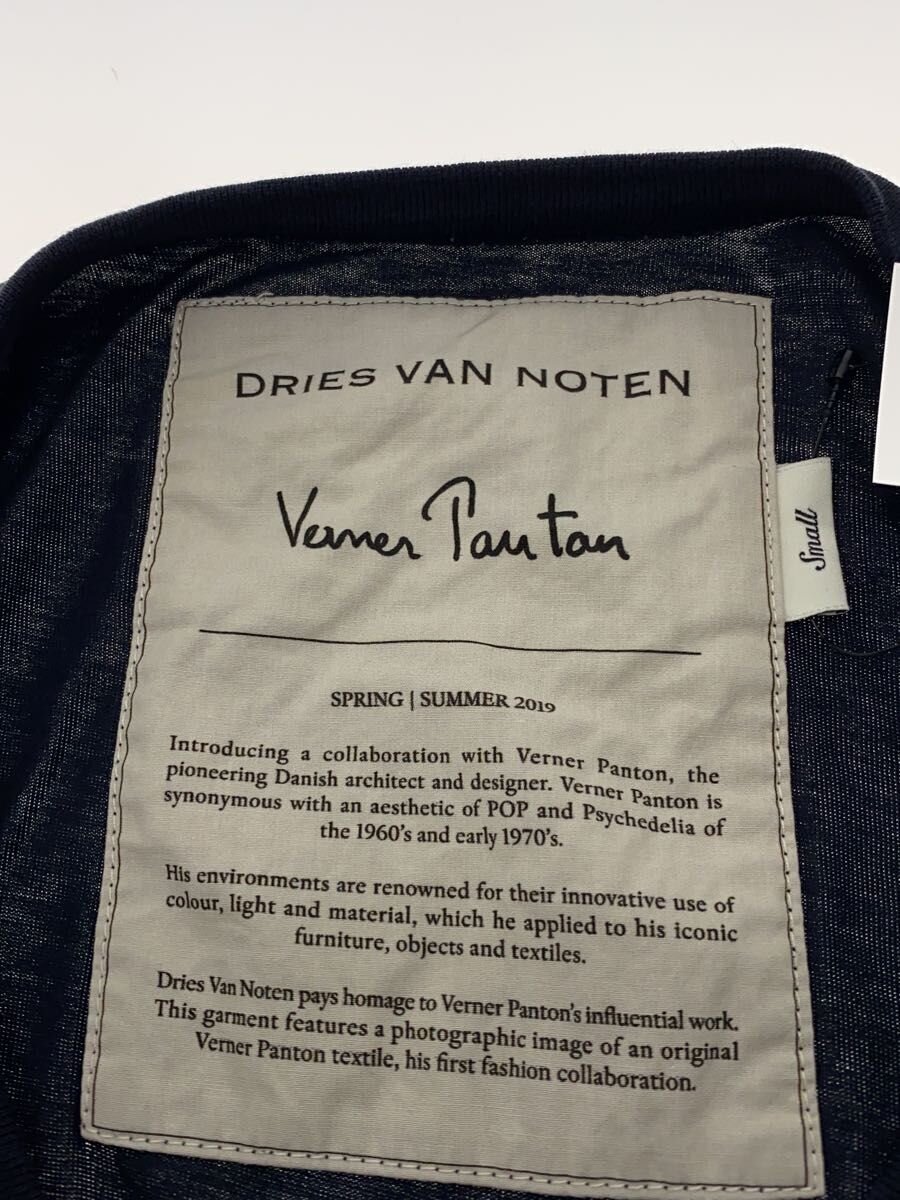 DRIES VAN NOTEN
Verner Panton
Small
SPRING | SUMMER 2019
Introducing a collaboration with Verner Panton, the
pioneering Danish architect and designer. Verner Panton is
synonymous with an aesthetic of POP and Psychedelia of
the 1960's and early 1970's.
His environments are renowned for their innovative use of
colour, light and material, which he applied to his iconic
furniture, objects and textiles.
Dries Van Noten pays homage to Verner Panton's influential work.
This garment features a photographic image of an original
Verner Panton textile, his first fashion collaboration.